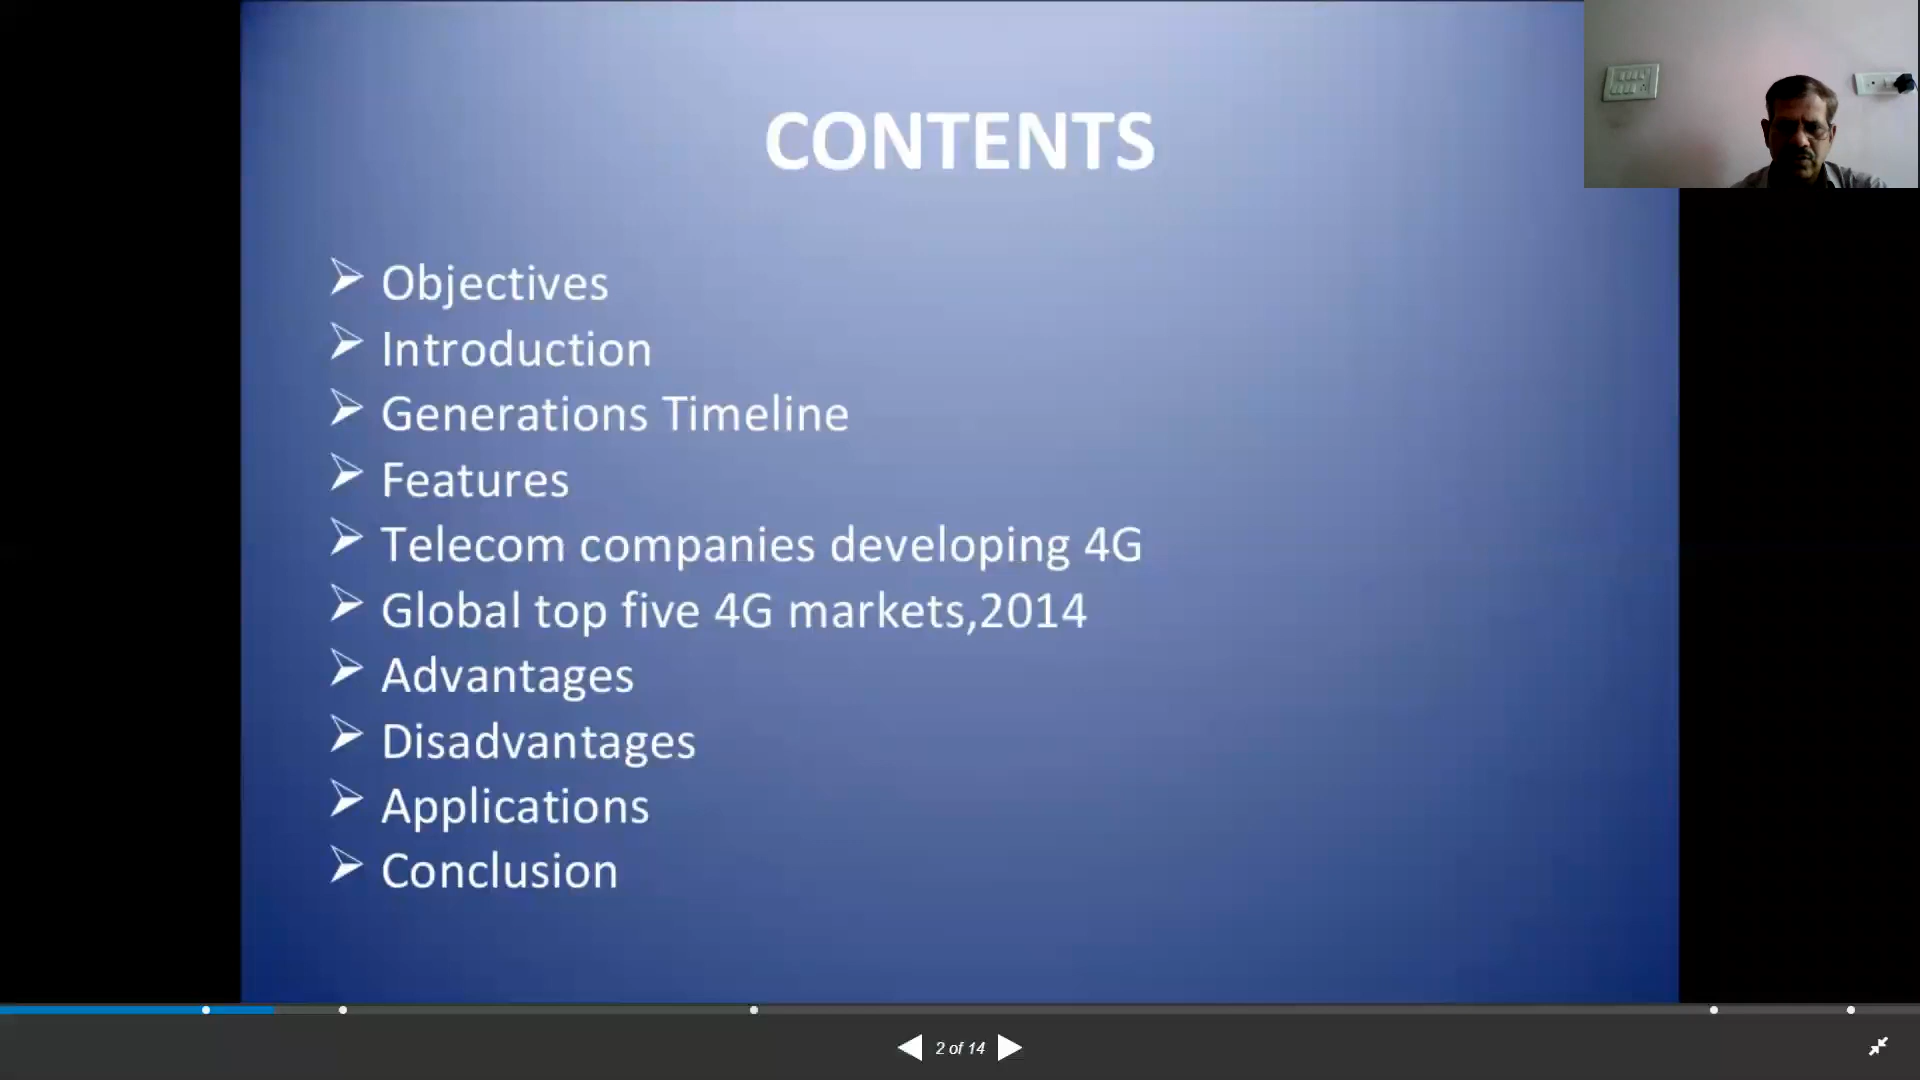 CONTENTS
Objectives
Introduction
Generations Timeline
Features
Telecom companies developing 4G
Global top five 4G markets,2014
Advantages
Disadvantages
Applications
Conclusion
2 of 14